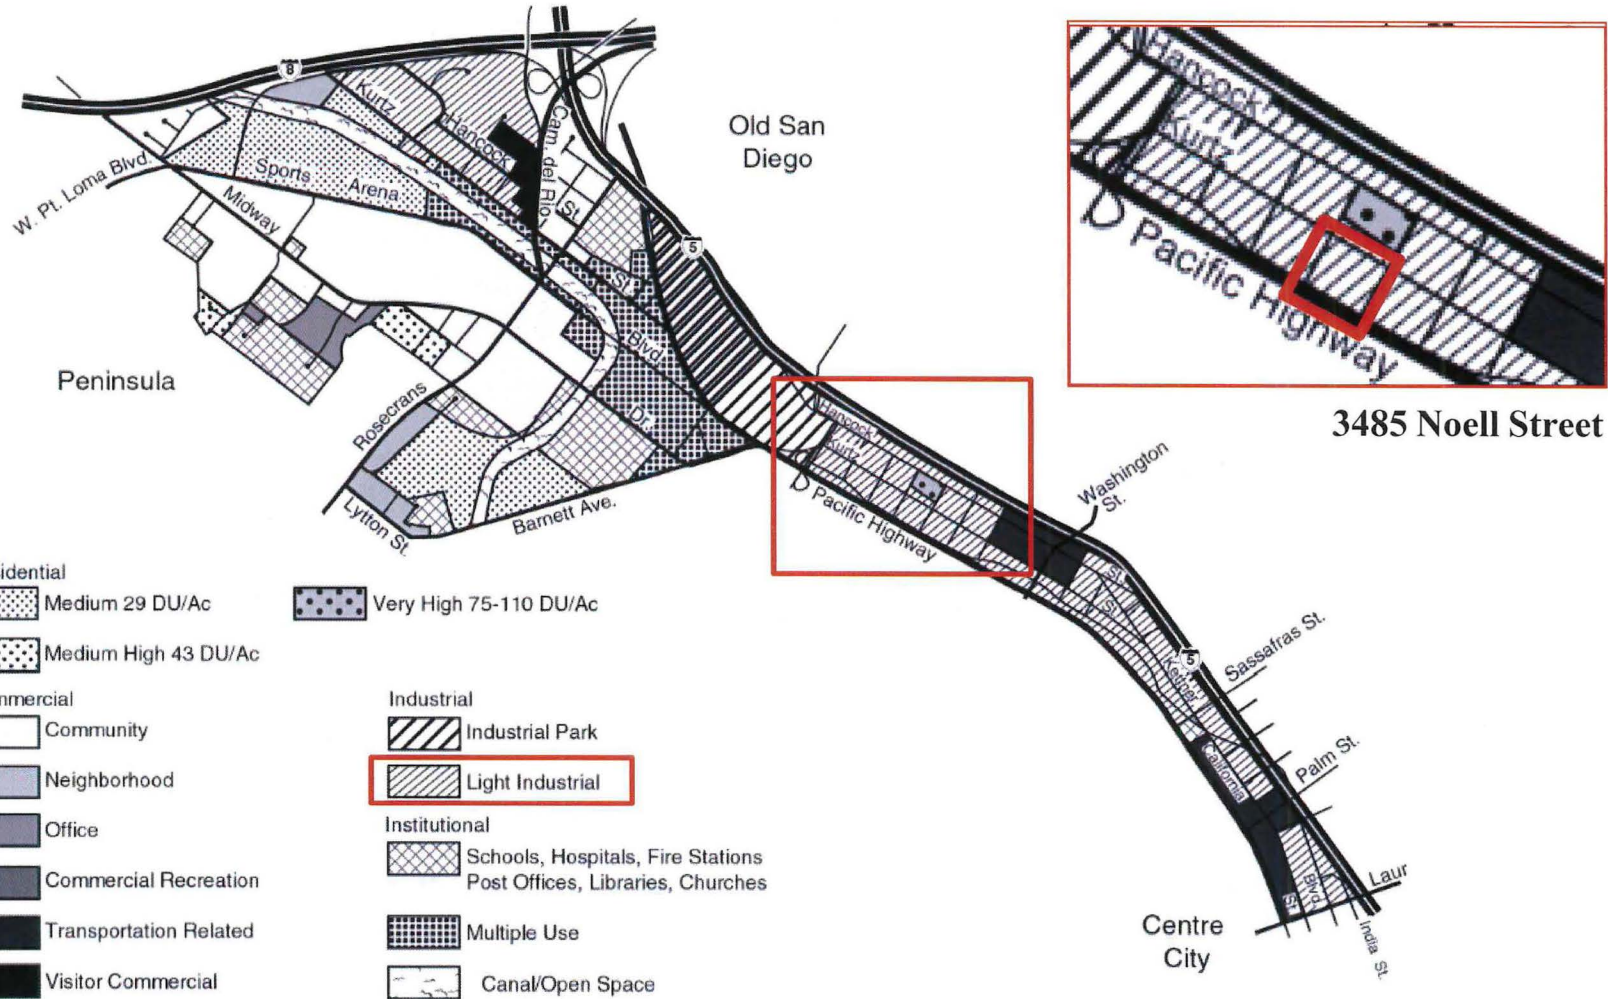 8
Kurtz
Hancock
Cam. del Rio
St.
Old San
Diego
W. Pt. Loma Blvd.
Sports
Arena
Midway
5
St.
Blvd.
Dr.
Peninsula
Rosecrans
Lytton St.
Barnett Ave.
Hancock
Kurtz
Pacific Highway
Hancock
Kurtz
Pacific Highway
3485 Noell Street
Washington
St.
St.
St.
5
Kettner
Sassafras St.
California
Palm St.
Blvd.
St.
Laur
India St.
Centre
City
idential
Medium 29 DU/Ac
Very High 75-110 DU/Ac
Medium High 43 DU/Ac
nmercial
Community
Neighborhood
Office
Commercial Recreation
Transportation Related
Visitor Commercial
Industrial
Industrial Park
Light Industrial
Institutional
Schools, Hospitals, Fire Stations
Post Offices, Libraries, Churches
Multiple Use
Canal/Open Space